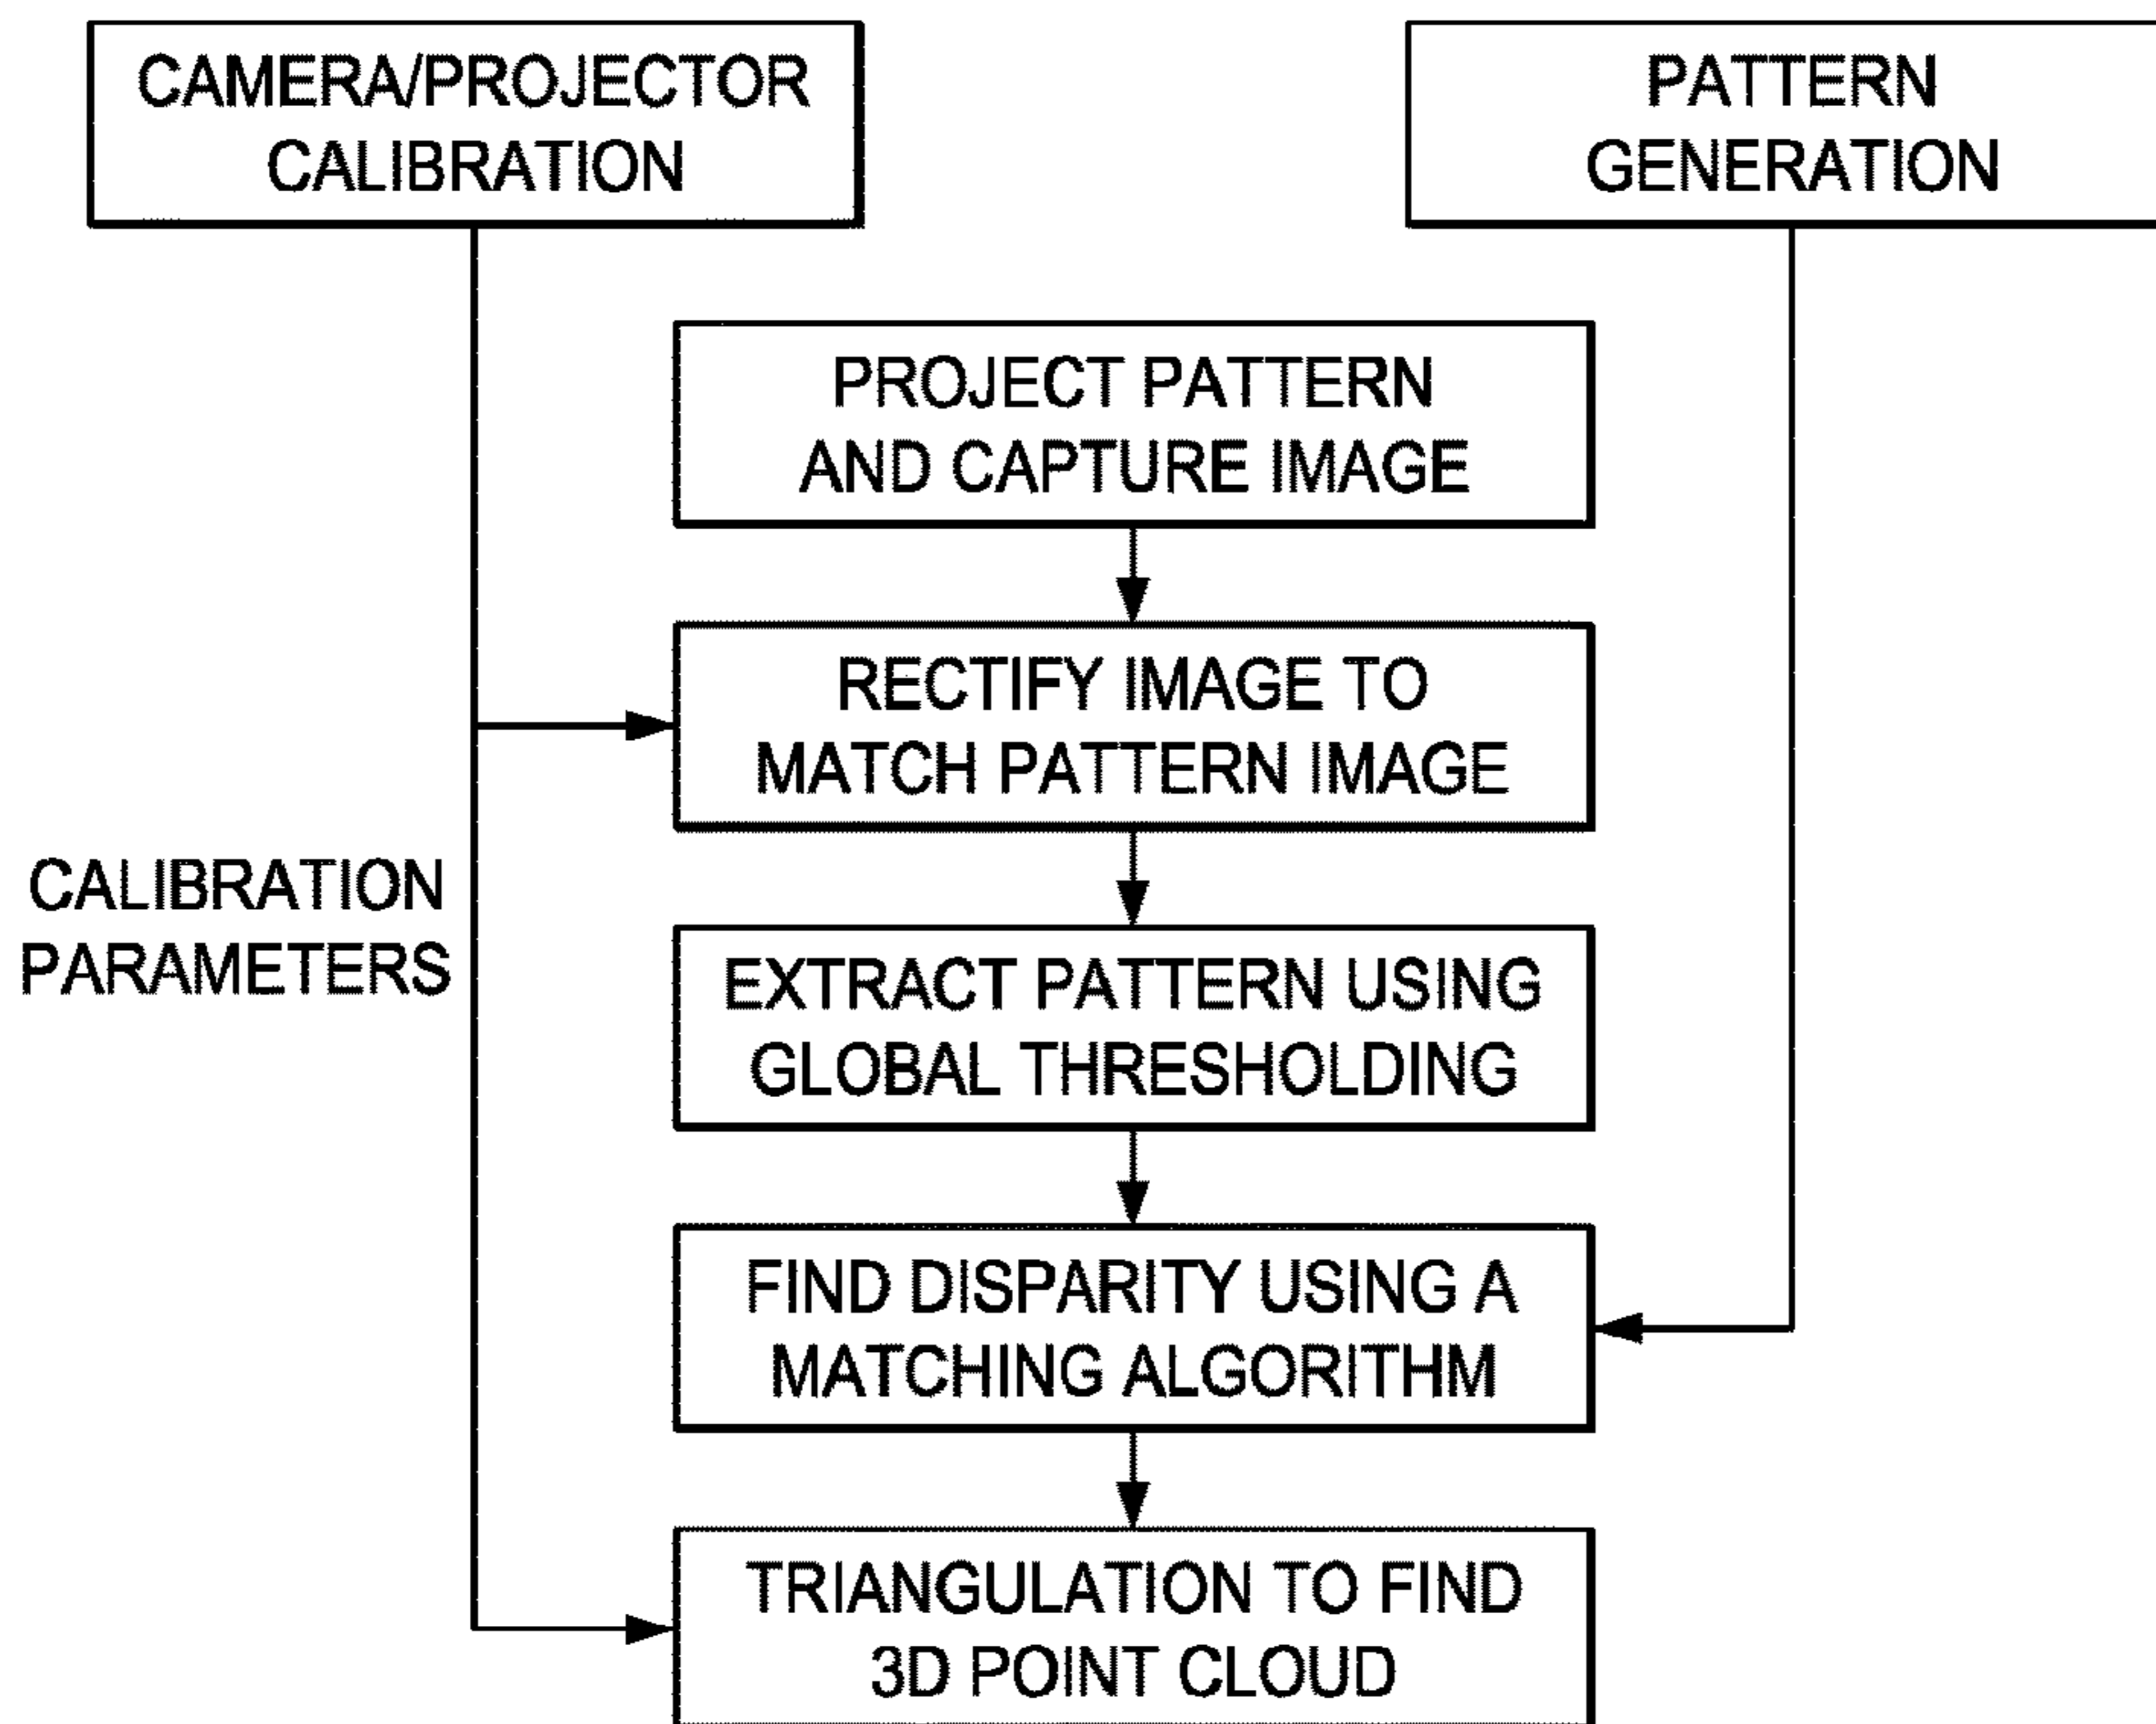 CAMERA/PROJECTOR
CALIBRATION
PATTERN
GENERATION
PROJECT PATTERN
AND CAPTURE IMAGE
RECTIFY IMAGE TO
MATCH PATTERN IMAGE
CALIBRATION
PARAMETERS
EXTRACT PATTERN USING
GLOBAL THRESHOLDING
FIND DISPARITY USING A
MATCHING ALGORITHM
TRIANGULATION TO FIND
3D POINT CLOUD